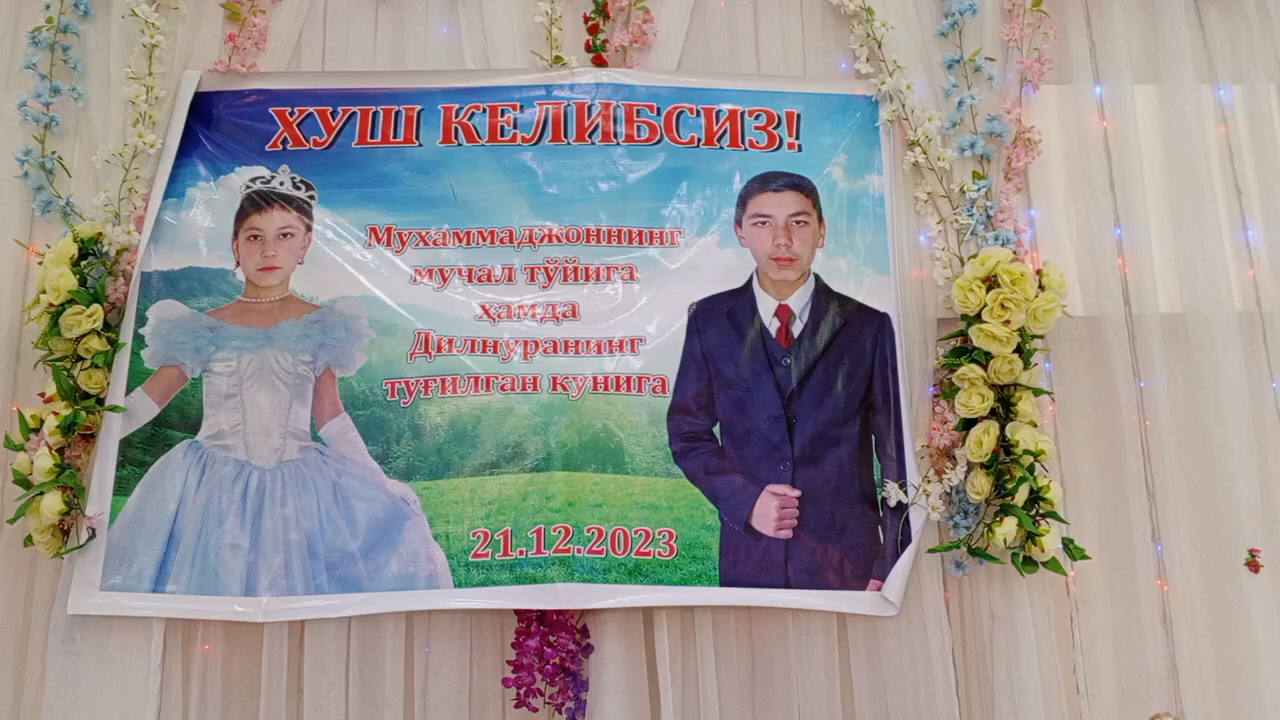 ХУШ КЕЛИБСИЗ!
Мухаммаджоннинг
мучал тўйига
ҳамда
Дилнуранинг
туғилган кунига
21.12.2023